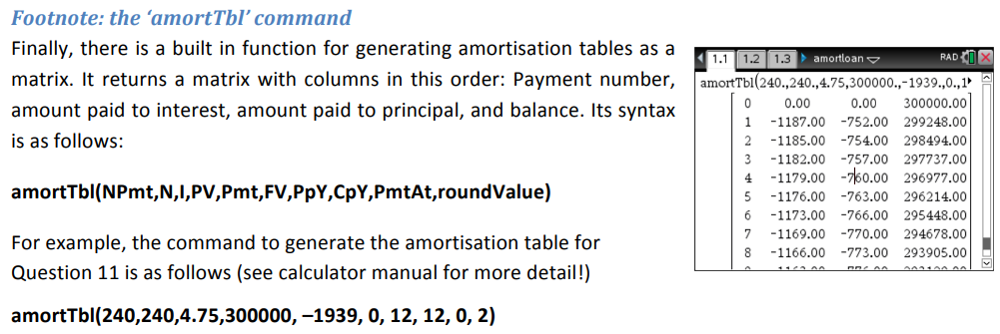 Footnote: the ‘amortTbl’ command
Finally, there is a built in function for generating amortisation tables as a
matrix. It returns a matrix with columns in this order: Payment number,
amount paid to interest, amount paid to principal, and balance. Its syntax
is as follows:
amortTbl(NPmt,N,I,PV,Pmt,FV,PpY,CpY,PmtAt,roundValue)
For example, the command to generate the amortisation table for
Question 11 is as follows (see calculator manual for more detail!)
amortTbl(240,240,4.75,300000, –1939, 0, 12, 12, 0, 2)
1.1 1.2 1.3 amortloan RAD
amortTbl(240.,240.,4.75,300000.,-1939.,0.,1
0 0.00 0.00 300000.00
1 -1187.00 -752.00 299248.00
2 -1185.00 -754.00 298494.00
3 -1182.00 -757.00 297737.00
4 -1179.00 -760.00 296977.00
5 -1176.00 -763.00 296214.00
6 -1173.00 -766.00 295448.00
7 -1169.00 -770.00 294678.00
8 -1166.00 -773.00 293905.00